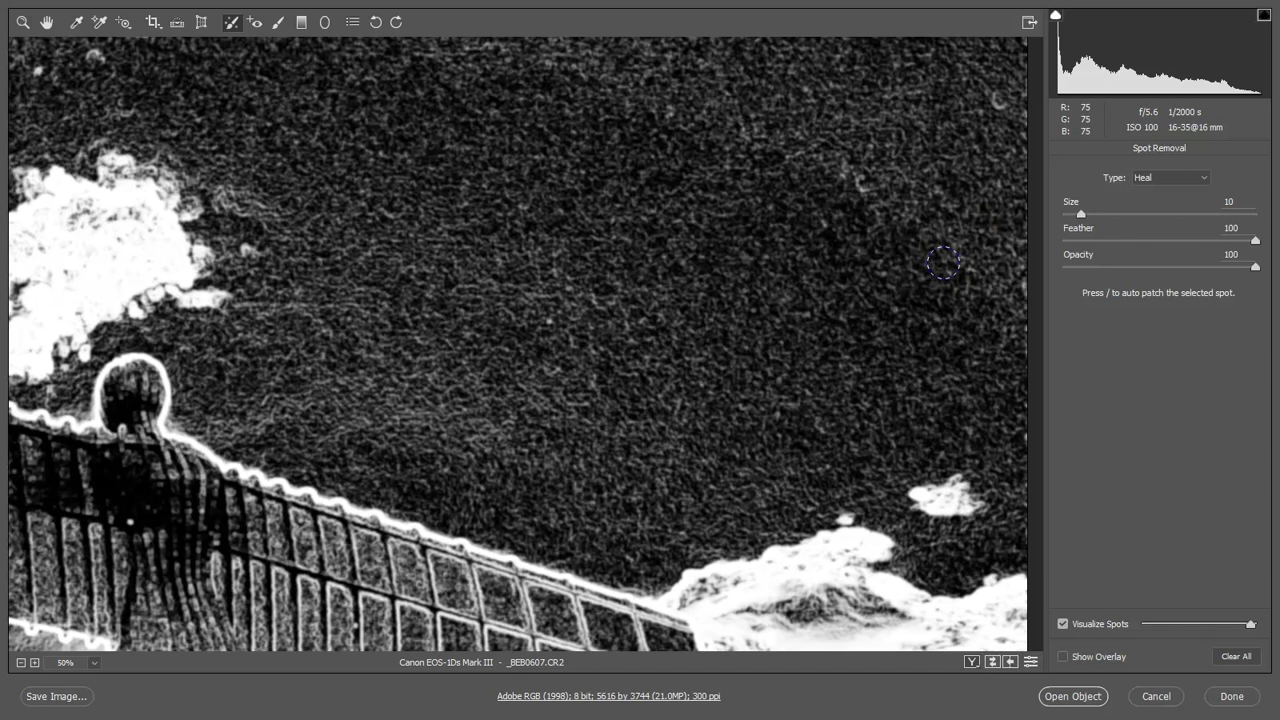 R: 75
G: 75
B: 75
f/5.6 1/2000 s
ISO 100 16-35@16 mm
Spot Removal
Type: Heal
Size 10
Feather 100
Opacity 100
Press / to auto patch the selected spot.
Visualize Spots
Show Overlay
Clear All
50%
Canon EOS-1Ds Mark III - _BEB0607.CR2
Y
Save Image...
Adobe RGB (1998); 8 bit; 5616 by 3744 (21.0MP); 300 ppi
Open Object
Cancel
Done